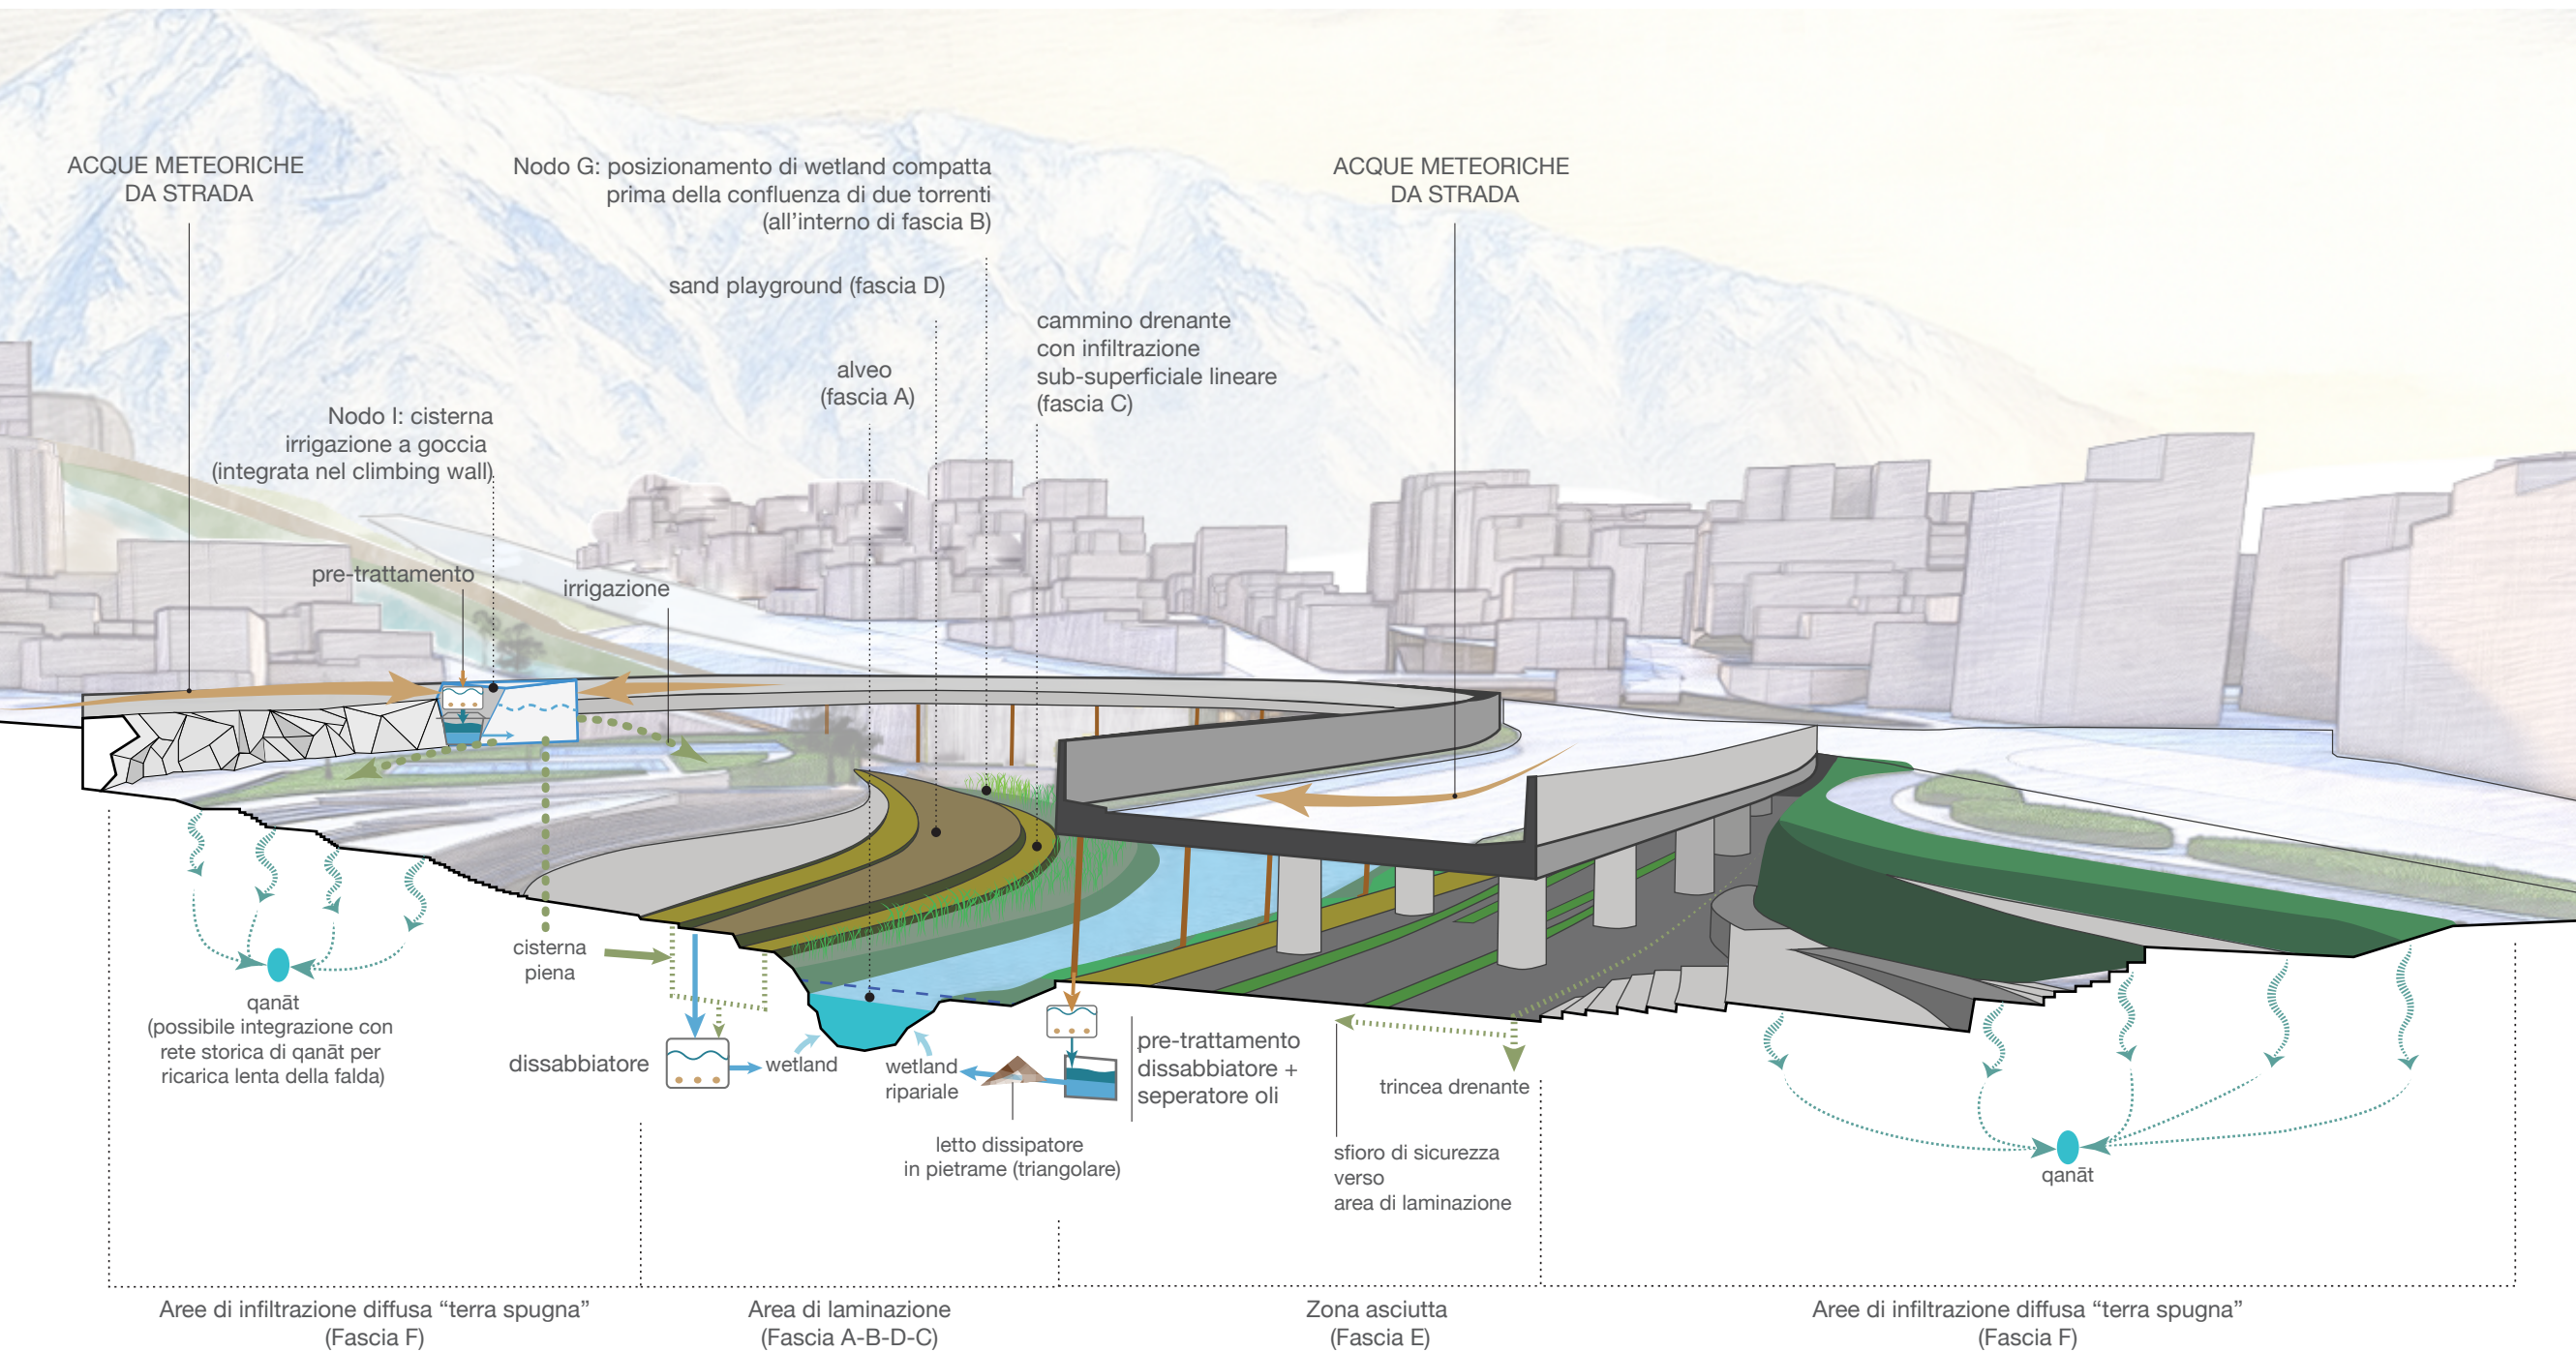 ACQUE METEORICHE
DA STRADA
Nodo G: posizionamento di wetland compatta
prima della confluenza di due torrenti
(all'interno di fascia B)
ACQUE METEORICHE
DA STRADA
sand playground (fascia D)
cammino drenante
con infiltrazione
sub-superficiale lineare
(fascia C)
alveo
(fascia A)
Nodo I: cisterna
irrigazione a goccia
(integrata nel climbing wall)
pre-trattamento
irrigazione
cisterna
piena
qanāt
(possibile integrazione con
rete storica di qanāt per
ricarica lenta della falda)
dissabbiatore
wetland
wetland
ripariale
pre-trattamento
dissabbiatore +
seperatore oli
letto dissipatore
in pietrame (triangolare)
trincea drenante
sfioro di sicurezza
verso
area di laminazione
qanāt
Aree di infiltrazione diffusa “terra spugna”
(Fascia F)
Area di laminazione
(Fascia A-B-D-C)
Zona asciutta
(Fascia E)
Aree di infiltrazione diffusa “terra spugna”
(Fascia F)